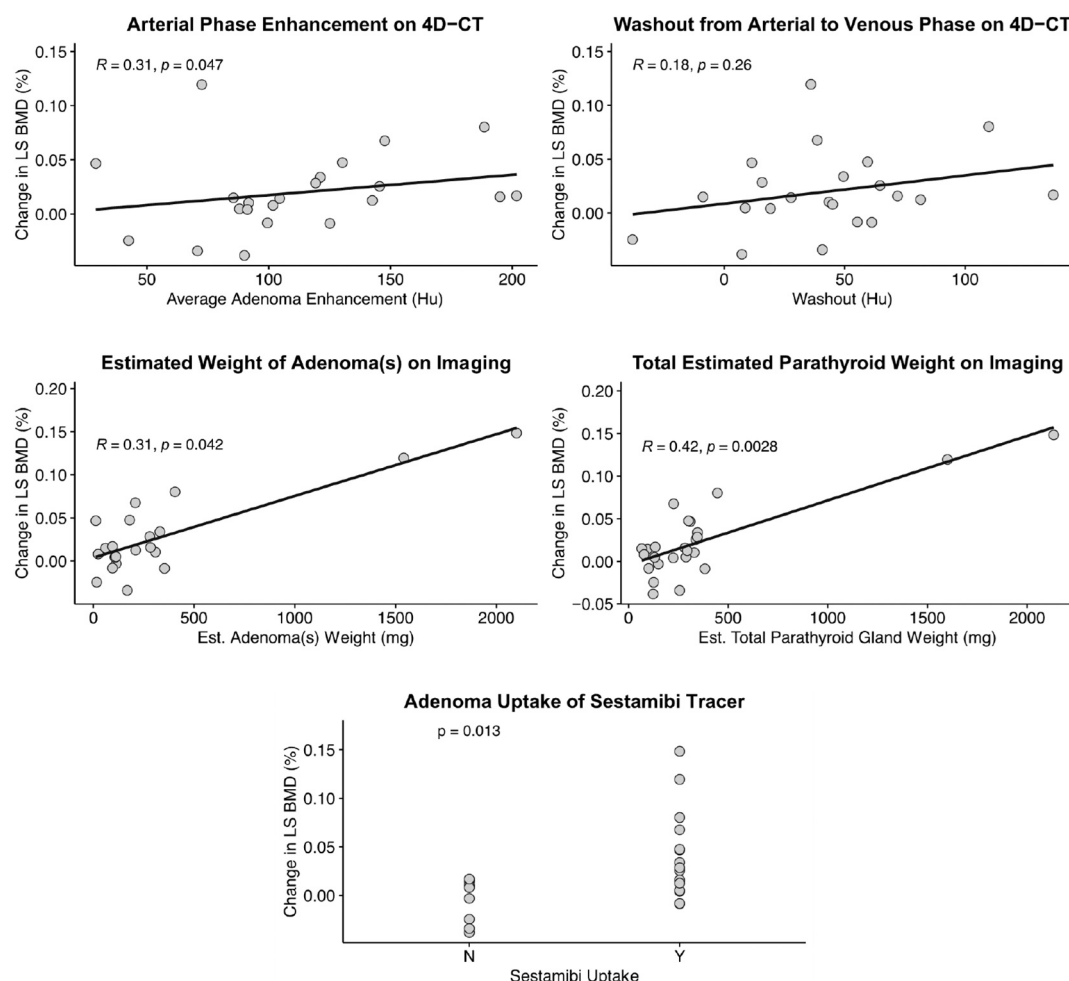 Arterial Phase Enhancement on 4D−CT
Change in LS BMD (%)
0.15
0.10
0.05
0.00
R = 0.31, p = 0.047
50
100
150
200
Average Adenoma Enhancement (Hu)
Washout from Arterial to Venous Phase on 4D−CT
Change in LS BMD (%)
0.15
0.10
0.05
0.00
R = 0.18, p = 0.26
0
50
100
Washout (Hu)
Estimated Weight of Adenoma(s) on Imaging
Change in LS BMD (%)
0.20
0.15
0.10
0.05
0.00
R = 0.31, p = 0.042
0
500
1000
1500
2000
Est. Adenoma(s) Weight (mg)
Total Estimated Parathyroid Weight on Imaging
Change in LS BMD (%)
0.20
0.15
0.10
0.05
0.00
−0.05
R = 0.42, p = 0.0028
0
500
1000
1500
2000
Est. Total Parathyroid Gland Weight (mg)
Adenoma Uptake of Sestamibi Tracer
Change in LS BMD (%)
0.15
0.10
0.05
0.00
p = 0.013
N
Y
Sestamibi Uptake